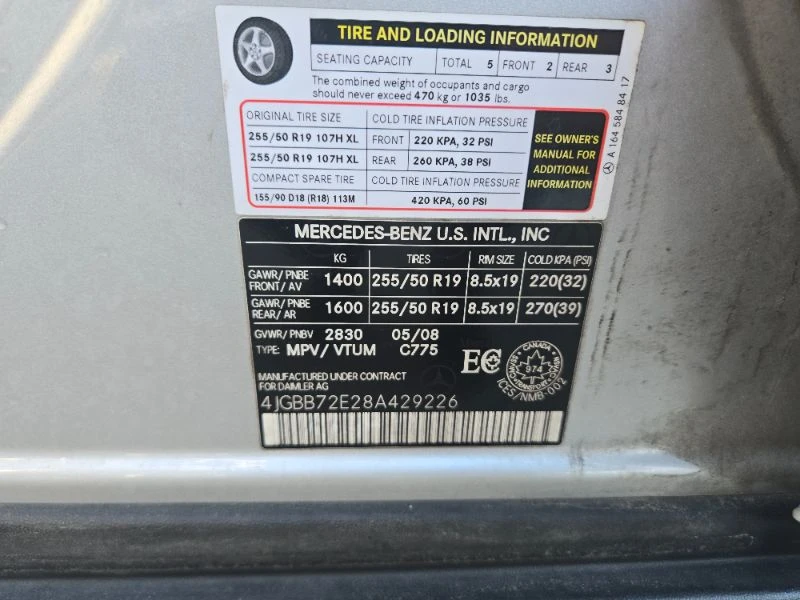 TIRE AND LOADING INFORMATION
SEATING CAPACITY TOTAL 5 FRONT 2 REAR 3
The combined weight of occupants and cargo
should never exceed 470 kg or 1035 lbs.
ORIGINAL TIRE SIZE COLD TIRE INFLATION PRESSURE
255/50 R19 107H XL FRONT 220 KPA, 32 PSI
255/50 R19 107H XL REAR 260 KPA, 38 PSI
COMPACT SPARE TIRE COLD TIRE INFLATION PRESSURE
155/90 D18 (R18) 113M 420 KPA, 60 PSI
SEE OWNER'S
MANUAL FOR
ADDITIONAL
INFORMATION
A 164 584 84 17
MERCEDES-BENZ U.S. INTL., INC
KG TIRES RIM SIZE COLD KPA (PSI)
GAWR/ PNBE
FRONT/ AV 1400 255/50 R19 8.5x19 220(32)
GAWR/ PNBE
REAR/ AR 1600 255/50 R19 8.5x19 270(39)
GVWR/ PNBV 2830 05/08
TYPE: MPV/ VTUM C775
MANUFACTURED UNDER CONTRACT
FOR DAIMLER AG
EC
CANADA
974
TRANSPORT
ICES/NMB-002
4JGBB72E28A429226